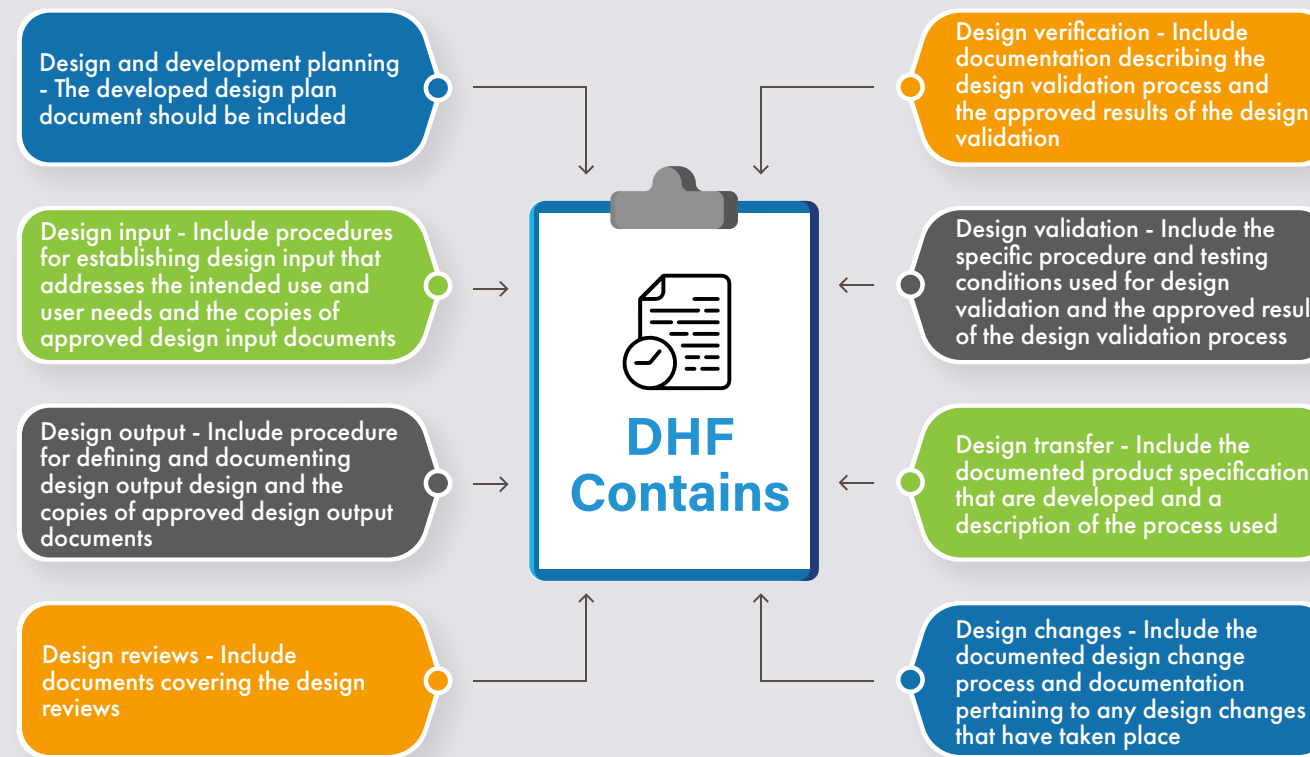 Design and development planning
- The developed design plan
document should be included
Design input - Include procedures
for establishing design input that
addresses the intended use and
user needs and the copies of
approved design input documents
Design output - Include procedure
for defining and documenting
design output design and the
copies of approved design output
documents
Design reviews - Include
documents covering the design
reviews
DHF
Contains
Design verification - Include
documentation describing the
design validation process and
the approved results of the design
validation
Design validation - Include the
specific procedure and testing
conditions used for design
validation and the approved
of the design validation process
Design transfer - Include the
documented product specification
that are developed and a
description of the process used
Design changes - Include the
documented design change
process and documentation
pertaining to any design changes
that have taken place